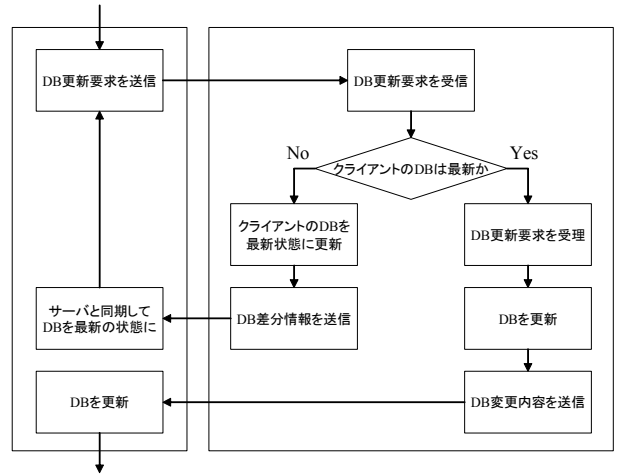 DB更新要求を送信
DB更新要求を受信
クライアントのDBは最新か
No
Yes
クライアントのDBを
最新状態に更新
DB更新要求を受理
サーバと同期して
DBを最新の状態に
DB差分情報を送信
DBを更新
DBを更新
DB変更内容を送信